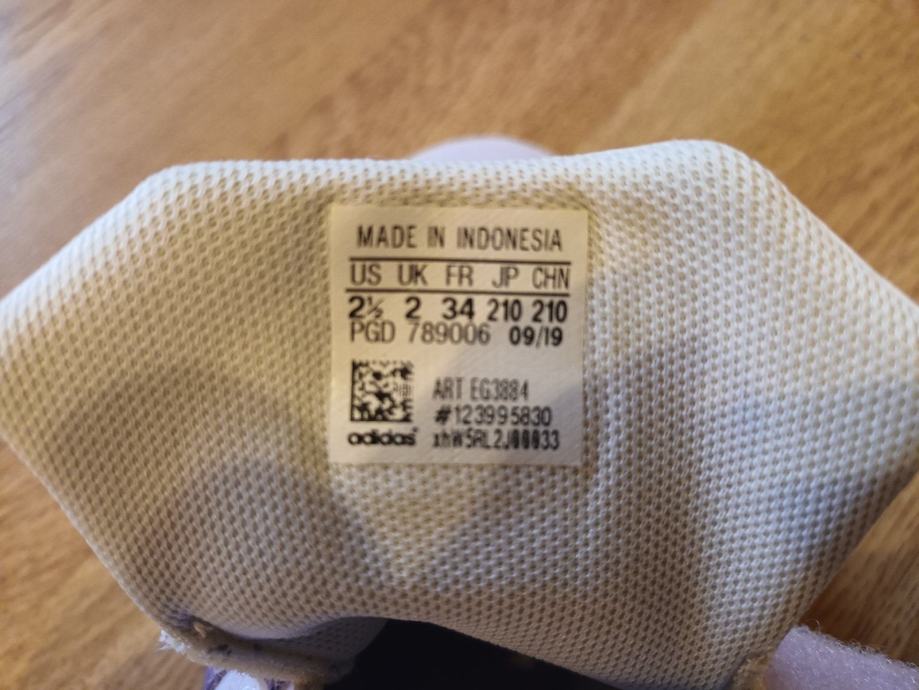 MADE IN INDONESIA
US UK FR JP CHN
2½ 2 34 210 210
PGD 789006 09/19
ART EG3884
#123995830
adidas xhW5RL2J00033